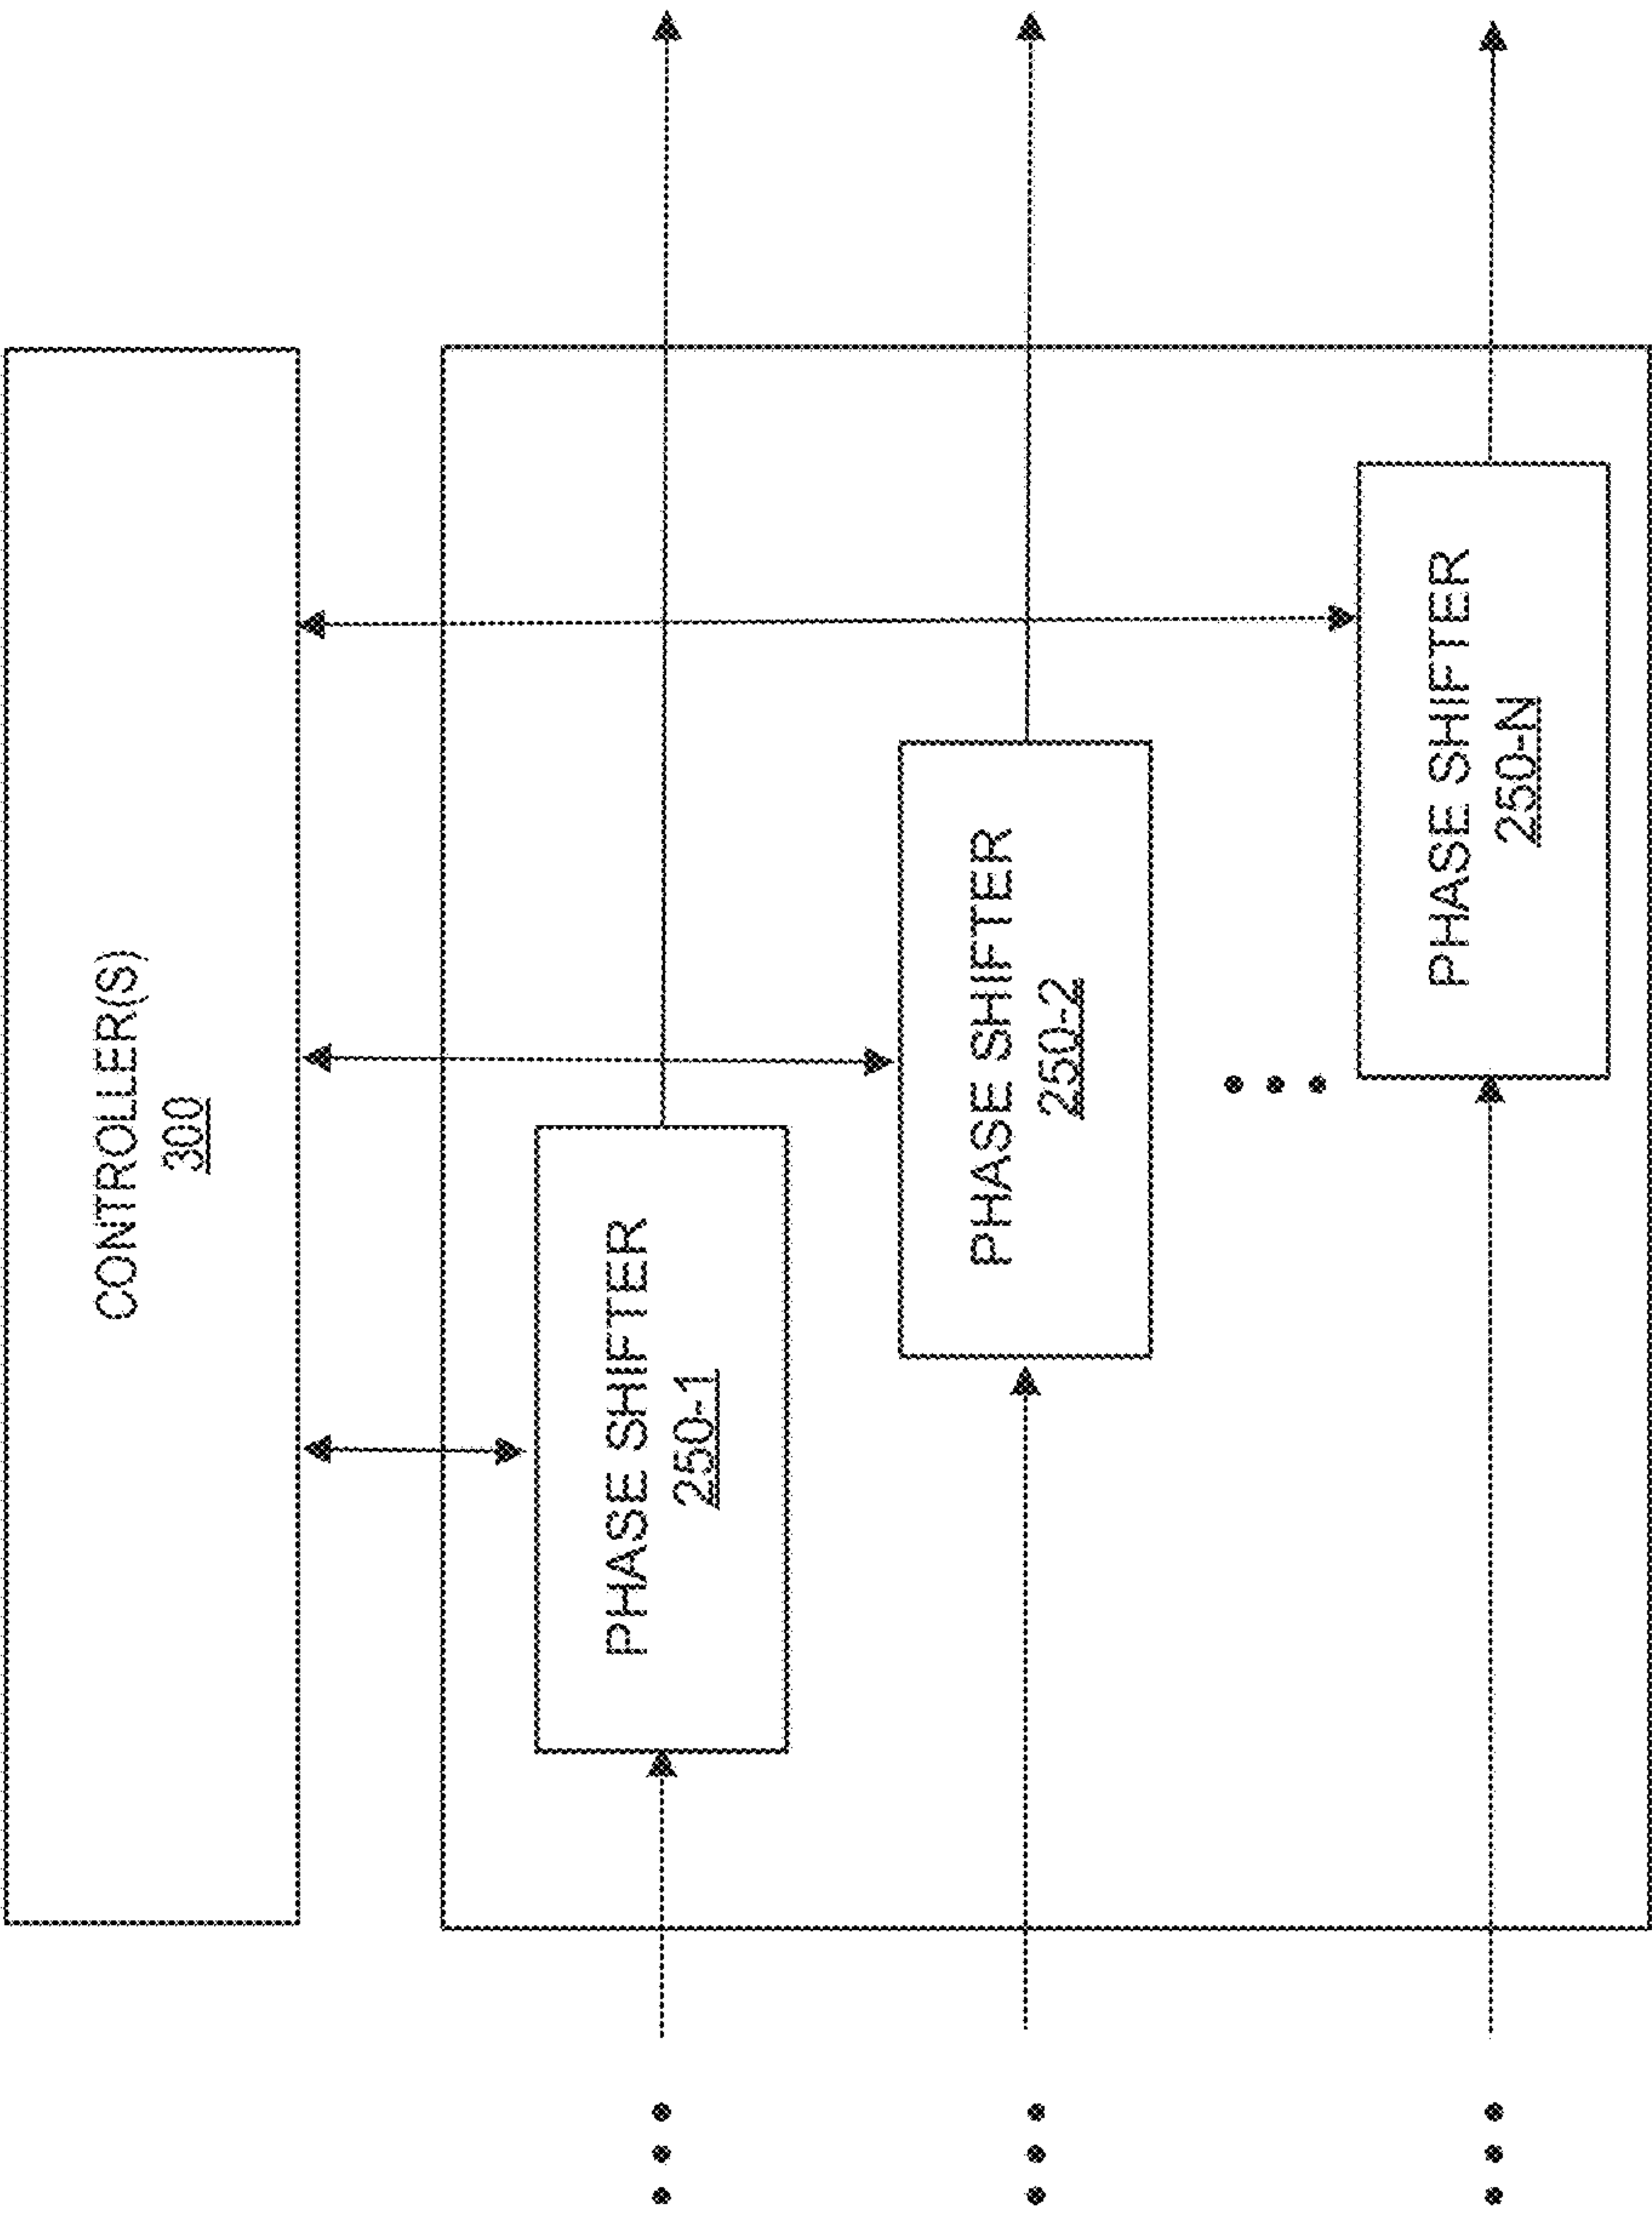 CONTROLLER(S)
300
PHASE SHIFTER
250-1
PHASE SHIFTER
250-2
PHASE SHIFTER
250-N